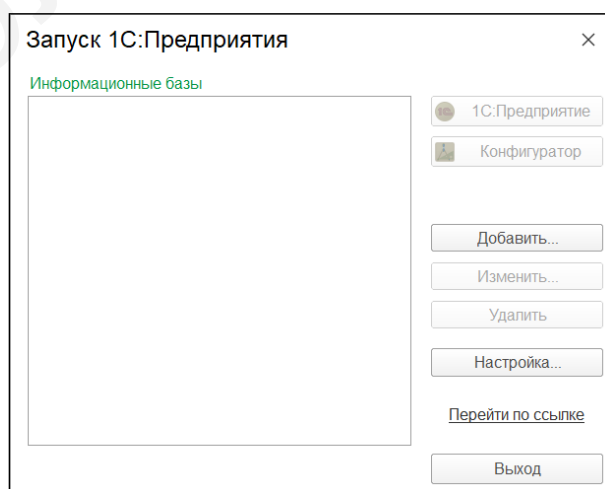 Запуск 1С:Предприятия
Информационные базы
1С:Предприятие
Конфигуратор
Добавить...
Изменить...
Удалить
Настройка...
Перейти по ссылке
Выход